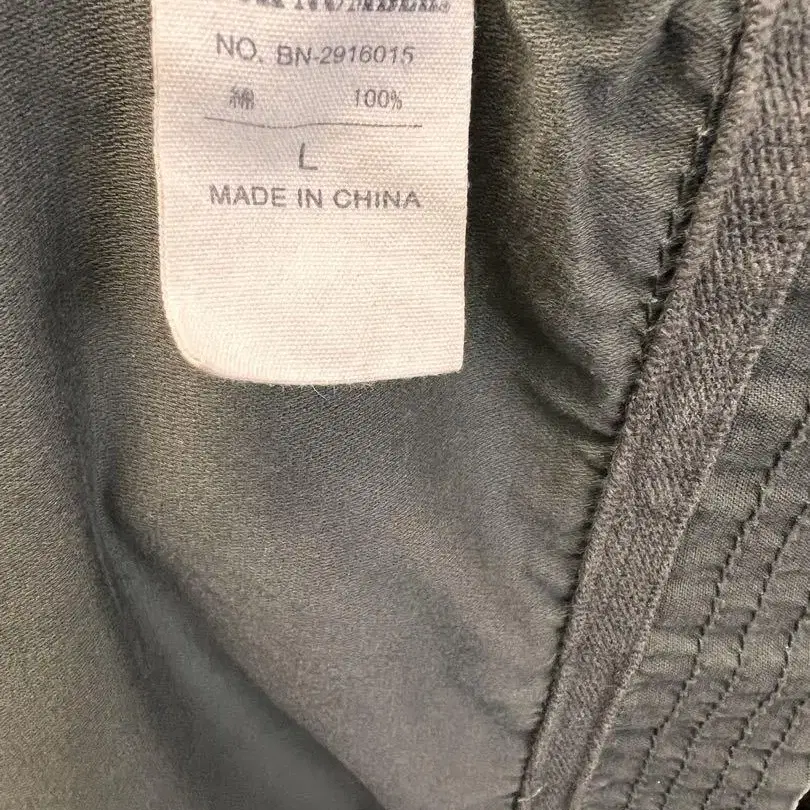 NO. BN-2916015
綿 100%
L
MADE IN CHINA